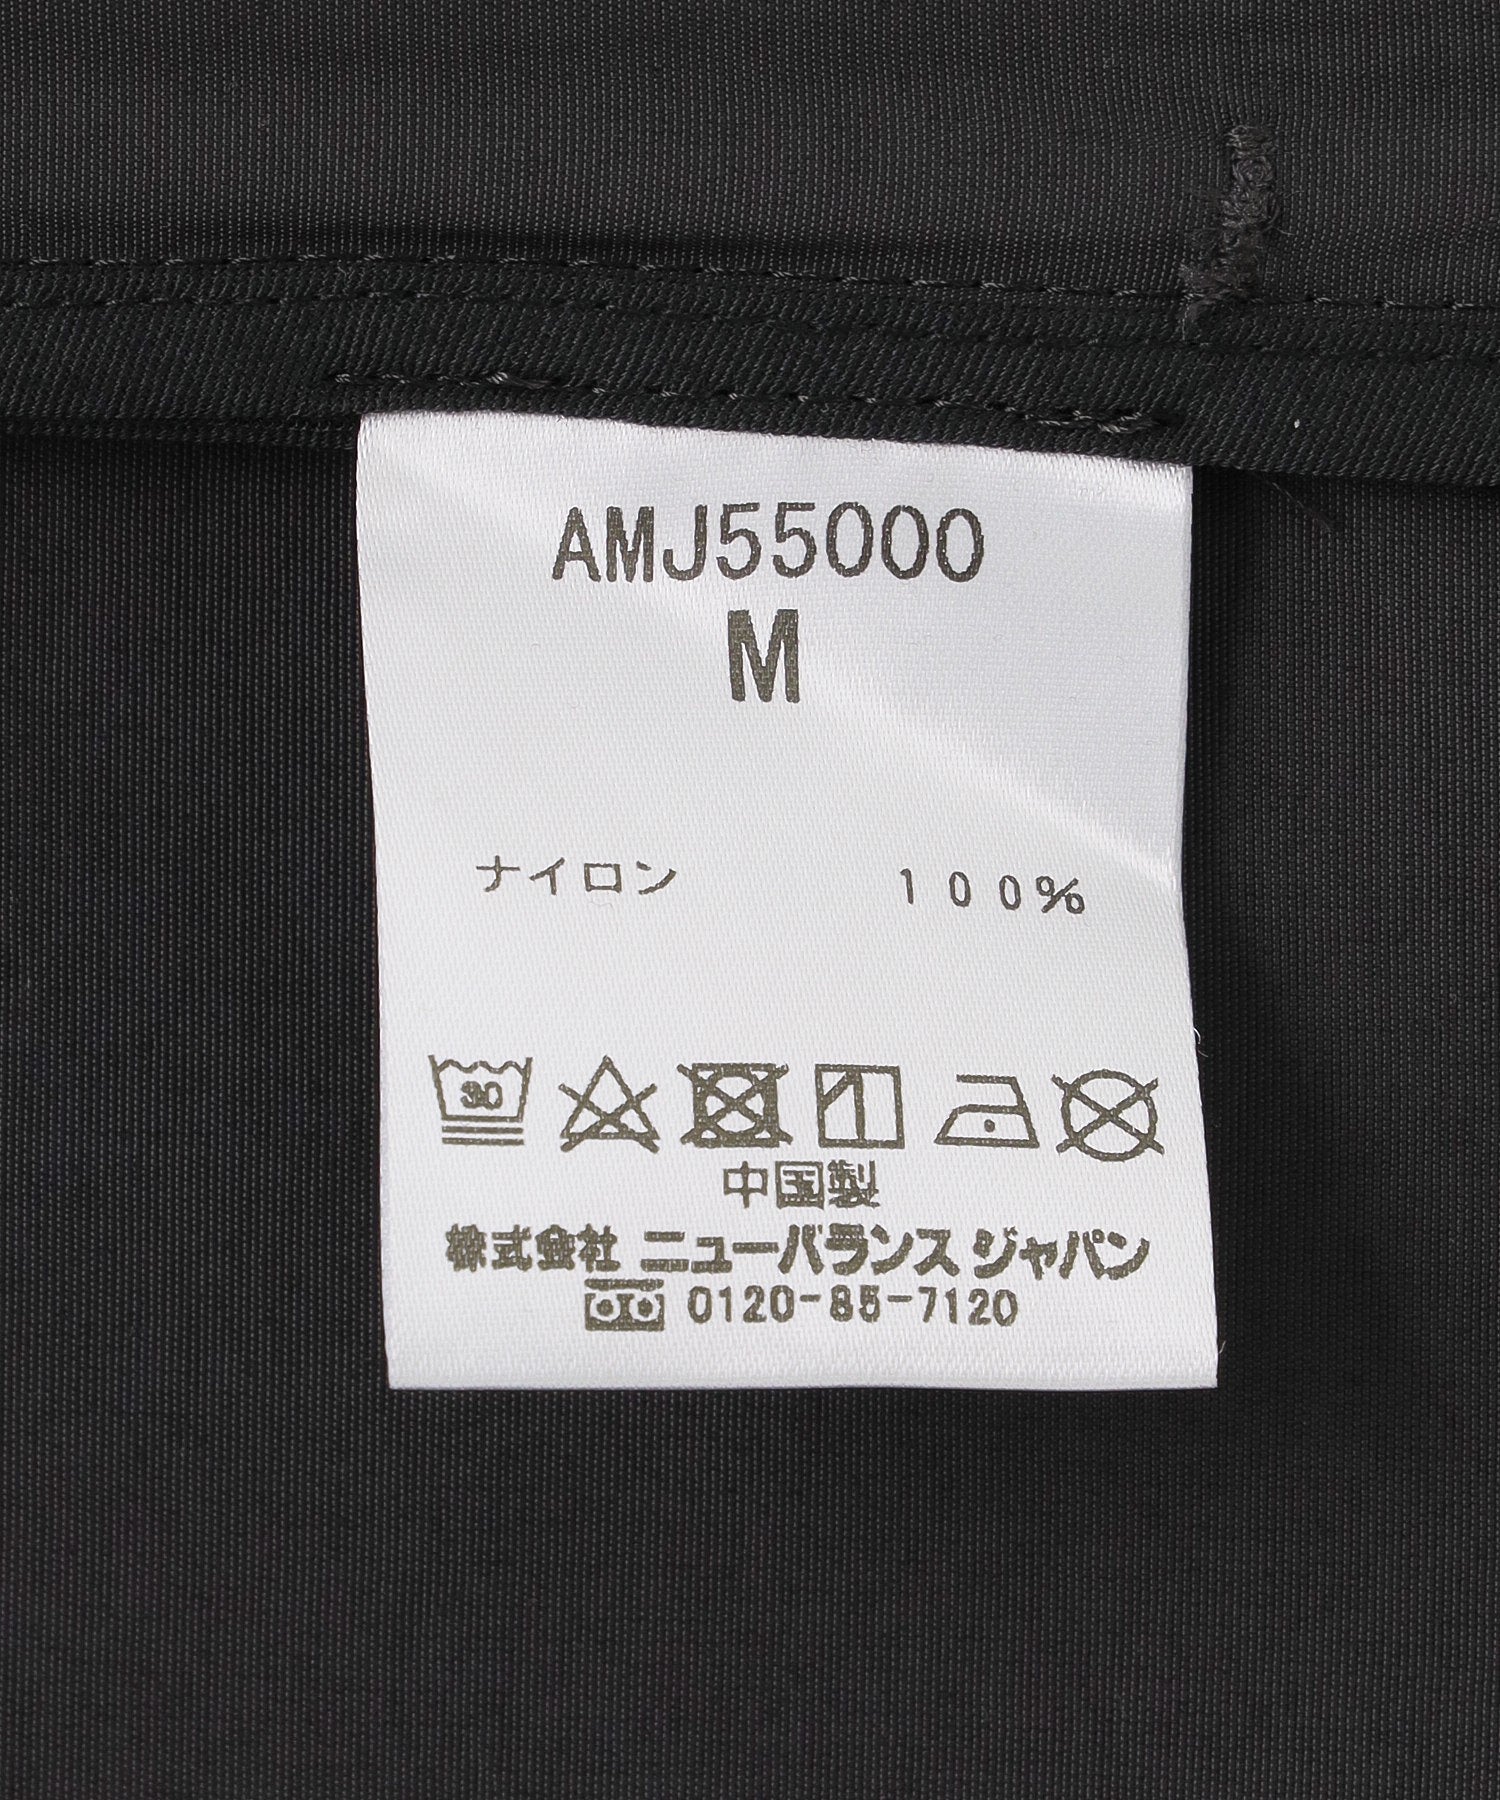 AMJ55000
M
ナイロン 100%
30
中国製
株式会社 ニューバランス ジャパン
0120-85-7120